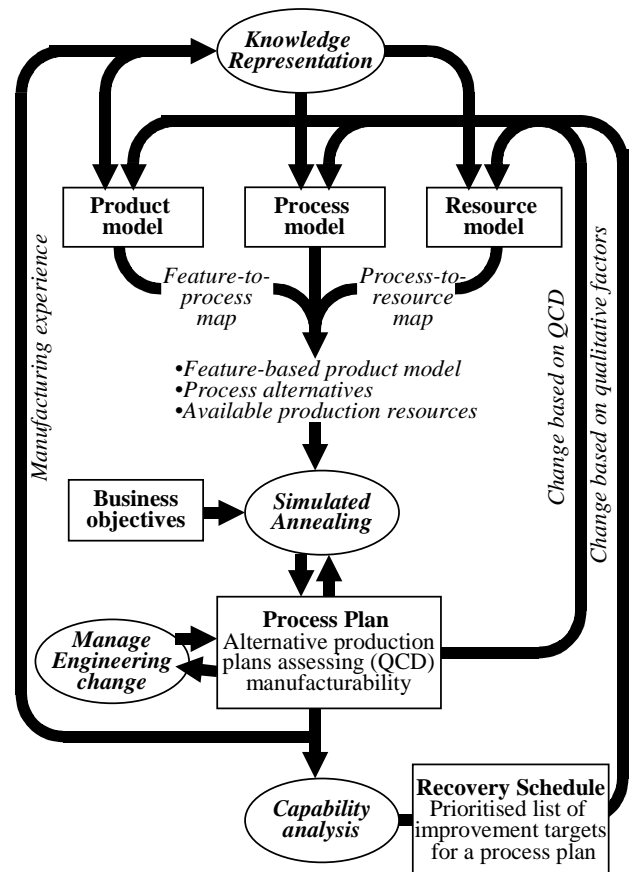 Knowledge
Representation
Product
model
Process
model
Resource
model
Feature-to-
process
map
Process-to-
resource
map
•Feature-based product model
•Process alternatives
•Available production resources
Manufacturing experience
Change based on QCD
Change based on qualitative factors
Business
objectives
Simulated
Annealing
Process Plan
Alternative production
plans assessing (QCD)
manufacturability
Manage
Engineering
change
Capability
analysis
Recovery Schedule
Prioritised list of
improvement targets
for a process plan